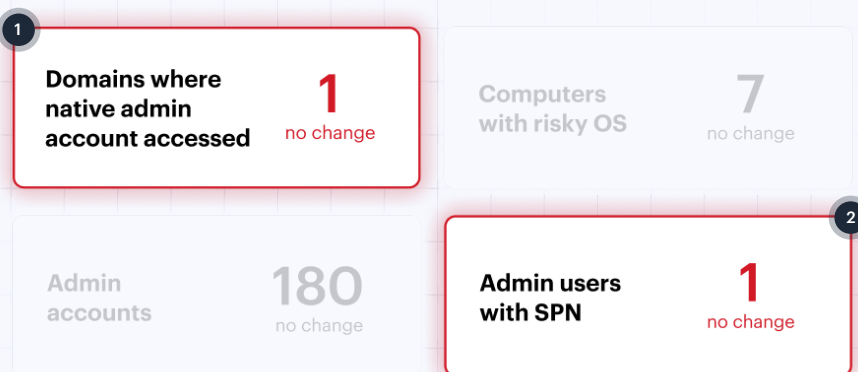 1
Domains where
native admin
account accessed
1
no change
Computers
with risky OS
7
no change
Admin
accounts
180
no change
2
Admin users
with SPN
1
no change